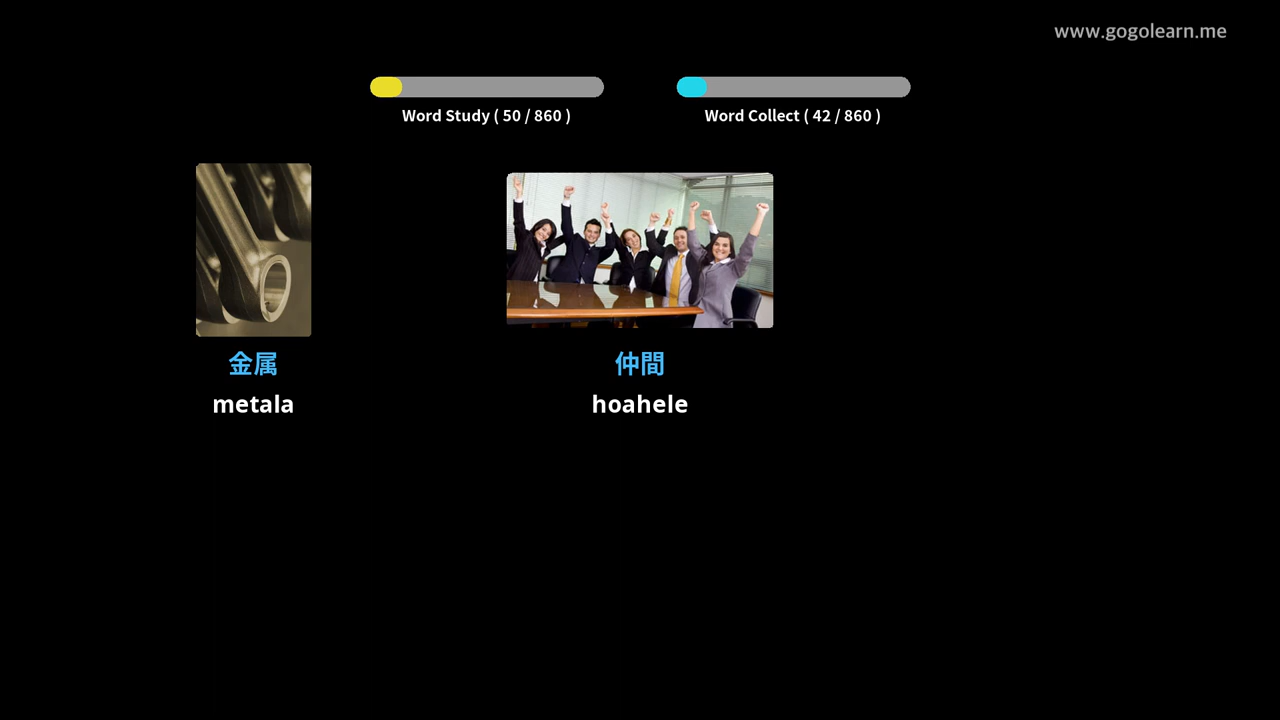 www.gogolearn.me
Word Study ( 50 / 860 )
Word Collect ( 42 / 860 )
金属
metala
仲間
hoahele